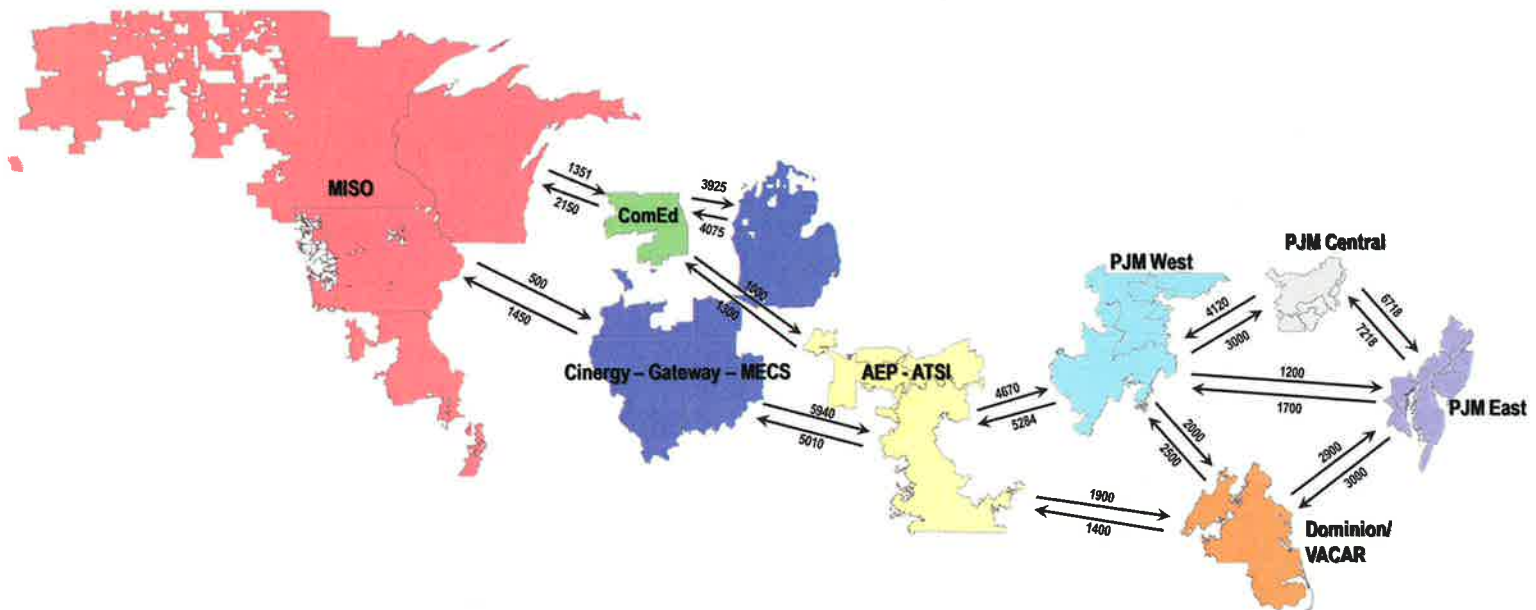 MISO
1351
2150
ComEd
3925
4075
500
1450
1300
Cinergy – Gateway – MECS
5940
5010
AEP - ATSI
4670
5284
PJM West
PJM Central
4120
3000
6718
7218
1200
1700
PJM East
2000
2500
2900
3000
1900
1400
Dominion/
VACAR